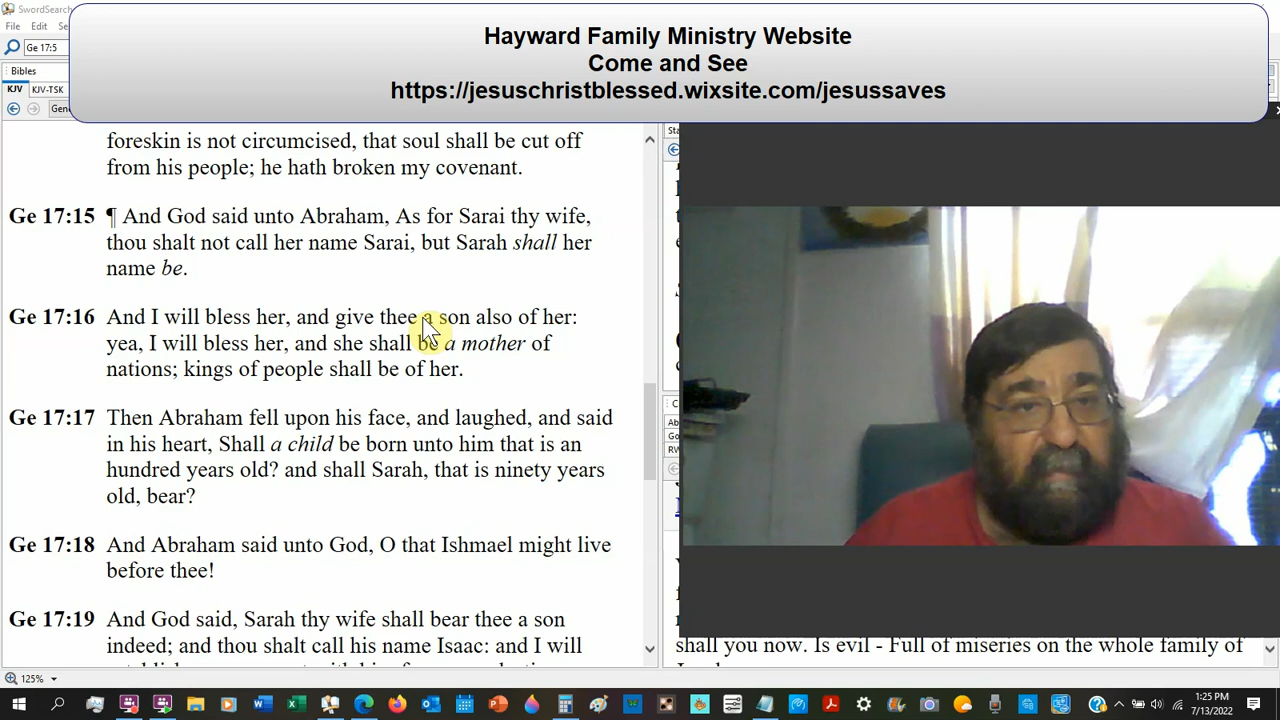 SwordSearc
Hayward Family Ministry Website
Come and See
https://jesuschristblessed.wixsite.com/jesussaves
File Edit
Ge 17:5
Bibles
KJV KJV-TSK
foreskin is not circumcised, that soul shall be cut off
from his people; he hath broken my covenant.
Ge 17:15 ¶ And God said unto Abraham, As for Sarai thy wife,
thou shalt not call her name Sarai, but Sarah shall her
name be.
Ge 17:16 And I will bless her, and give thee a son also of her:
yea, I will bless her, and she shall be a mother of
nations; kings of people shall be of her.
Ge 17:17 Then Abraham fell upon his face, and laughed, and said
in his heart, Shall a child be born unto him that is an
hundred years old? and shall Sarah, that is ninety years
old, bear?
Ge 17:18 And Abraham said unto God, O that Ishmael might live
before thee!
Ge 17:19 And God said, Sarah thy wife shall bear thee a son
indeed; and thou shalt call his name Isaac: and I will
shall you now. Is evil - Full of miseries on the whole family of
125%
1:25 PM
7/13/2022